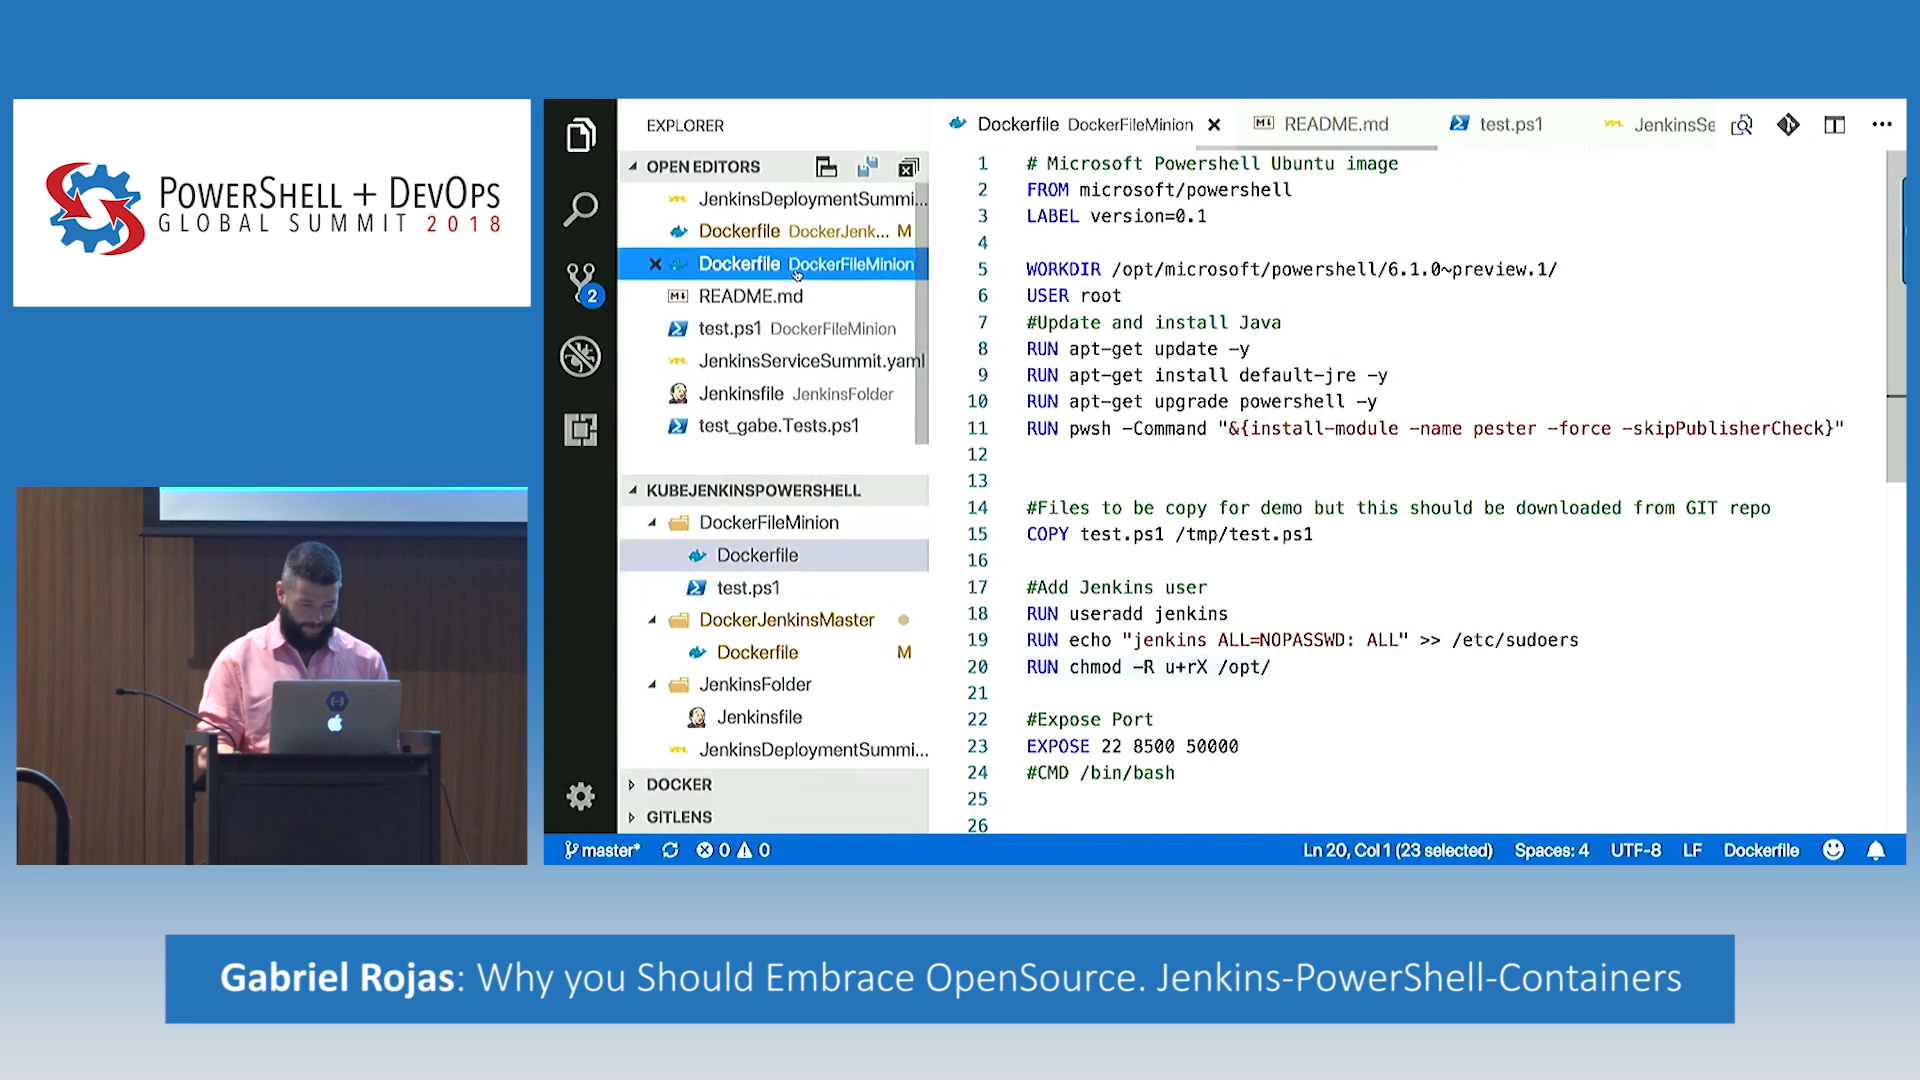 POWERSHELL + DEVOPS
GLOBAL SUMMIT 2018
EXPLORER
OPEN EDITORS
JenkinsDeploymentSummi...
Dockerfile DockerJenk... M
Dockerfile DockerFileMinion
README.md
test.ps1 DockerFileMinion
JenkinsServiceSummit.yaml
Jenkinsfile JenkinsFolder
test_gabe.Tests.ps1
KUBEJENKINSPOWERSHELL
DockerFileMinion
Dockerfile
test.ps1
DockerJenkinsMaster
Dockerfile M
JenkinsFolder
Jenkinsfile
JenkinsDeploymentSummi...
DOCKER
GITLENS
2
Dockerfile DockerFileMinion README.md test.ps1 JenkinsSe
1 # Microsoft Powershell Ubuntu image
2 FROM microsoft/powershell
3 LABEL version=0.1
4
5 WORKDIR /opt/microsoft/powershell/6.1.0~preview.1/
6 USER root
7 #Update and install Java
8 RUN apt-get update -y
9 RUN apt-get install default-jre -y
10 RUN apt-get upgrade powershell -y
11 RUN pwsh -Command "&{install-module -name pester -force -skipPublisherCheck}"
12
13
14 #Files to be copy for demo but this should be downloaded from GIT repo
15 COPY test.ps1 /tmp/test.ps1
16
17 #Add Jenkins user
18 RUN useradd jenkins
19 RUN echo "jenkins ALL=NOPASSWD: ALL" >> /etc/sudoers
20 RUN chmod -R u+rX /opt/
21
22 #Expose Port
23 EXPOSE 22 8500 50000
24 #CMD /bin/bash
25
26
master* 0 0 Ln 20, Col 1 (23 selected) Spaces: 4 UTF-8 LF Dockerfile
Gabriel Rojas: Why you Should Embrace OpenSource. Jenkins-PowerShell-Containers